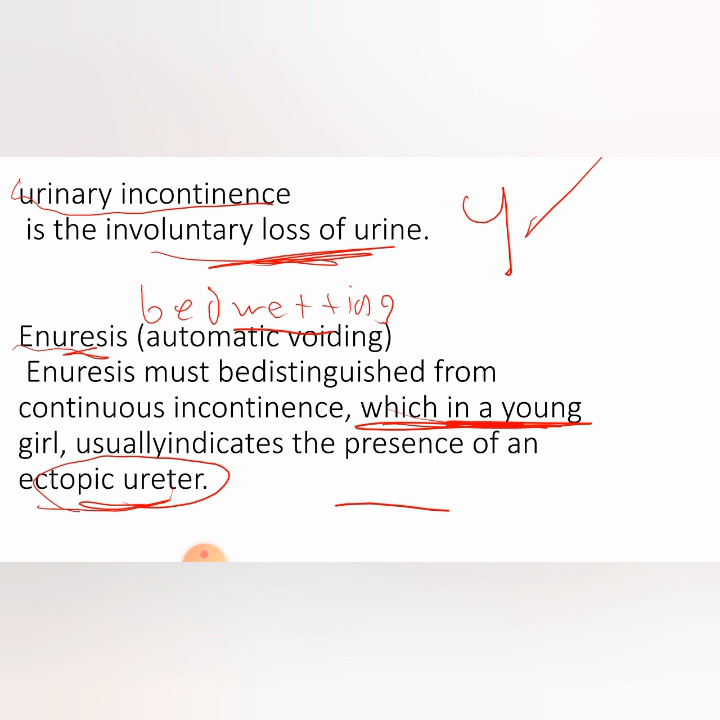 urinary incontinence
is the involuntary loss of urine.
bedwetting
Enuresis (automatic voiding)
Enuresis must bedistinguished from
continuous incontinence, which in a young
girl, usuallyindicates the presence of an
ectopic ureter.